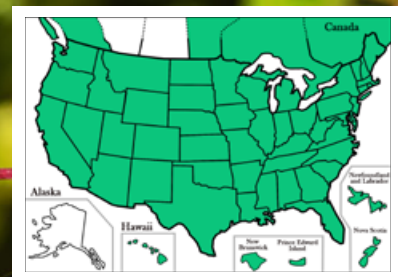 Canada
Alaska
Hawaii
New
Brunswick
Prince Edward
Island
Newfoundland
and Labrador
Nova Scotia